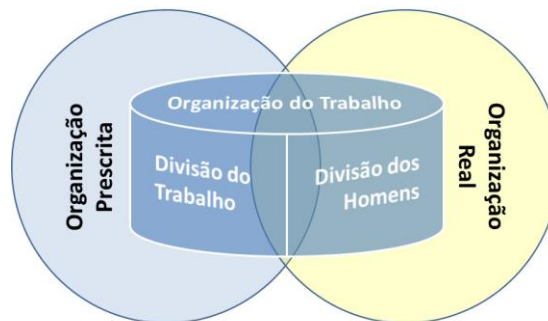 Organização
Prescrita
Organização do Trabalho
Divisão do
Trabalho
Divisão dos
Homens
Organização
Real